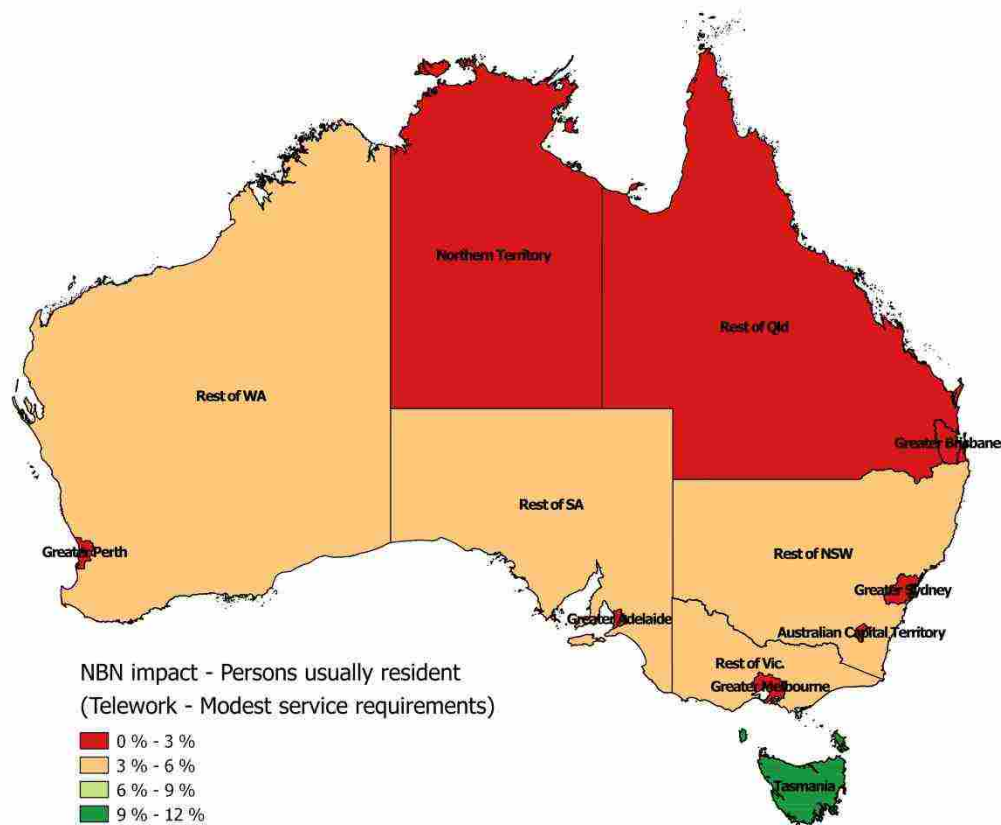 Northern Territory
Rest of Qld
Rest of WA
Greater Brisbane
Rest of SA
Greater Perth
Rest of NSW
Greater Sydney
Greater Adelaide
Australian Capital Territory
Rest of Vic.
Greater Melbourne
NBN impact - Persons usually resident
(Telework - Modest service requirements)
0 % - 3 %
3 % - 6 %
6 % - 9 %
9 % - 12 %
Tasmania